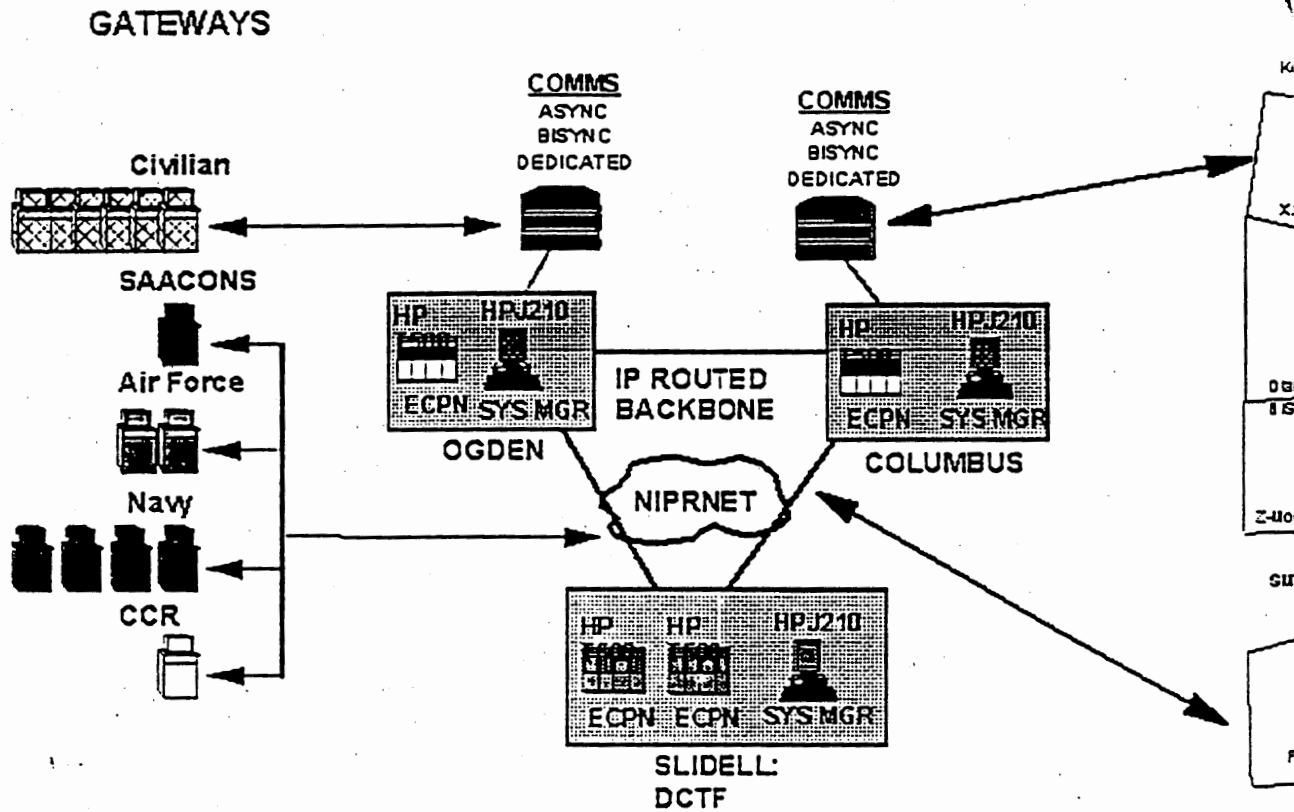 GATEWAYS
COMMS
ASYNC
BISYNC
DEDICATED
COMMS
ASYNC
BISYNC
DEDICATED
Civilian
SAACONS
Air Force
Navy
CCR
HP
HPJ210
ECPN
SYS MGR
OGDEN
IP ROUTED
BACKBONE
HP
HPJ210
ECPN
SYS MGR
COLUMBUS
NIPRNET
HP
HP
HPJ210
ECPN
ECPN
SYS MGR
SLIDELL:
DCTF